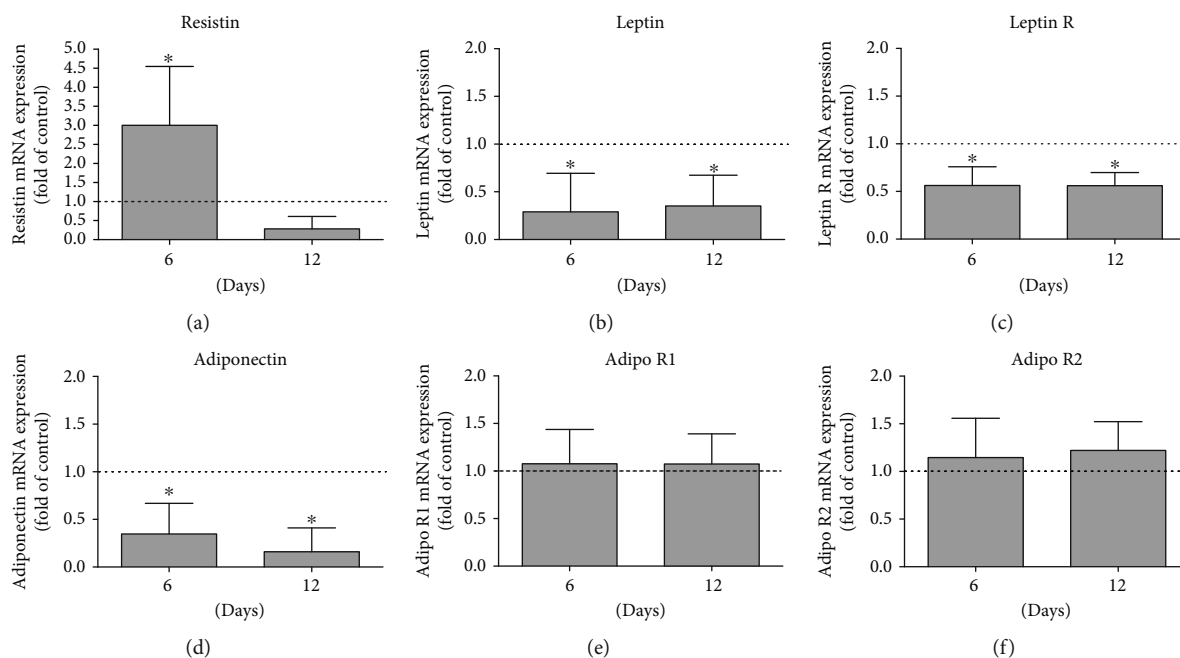 Resistin
Resistin mRNA expression
(fold of control)
5.0
4.5
4.0
3.5
3.0
2.5
2.0
1.5
1.0
0.5
0.0
*
6
12
(Days)
(a)
Leptin
Leptin mRNA expression
(fold of control)
2.0
1.5
1.0
0.5
0.0
*
*
6
12
(Days)
(b)
Leptin R
Leptin R mRNA expression
(fold of control)
2.0
1.5
1.0
0.5
0.0
*
*
6
12
(Days)
(c)
Adiponectin
Adiponectin mRNA expression
(fold of control)
2.0
1.5
1.0
0.5
0.0
*
*
6
12
(Days)
(d)
Adipo R1
Adipo R1 mRNA expression
(fold of control)
2.0
1.5
1.0
0.5
0.0
6
12
(Days)
(e)
Adipo R2
Adipo R2 mRNA expression
(fold of control)
2.0
1.5
1.0
0.5
0.0
6
12
(Days)
(f)